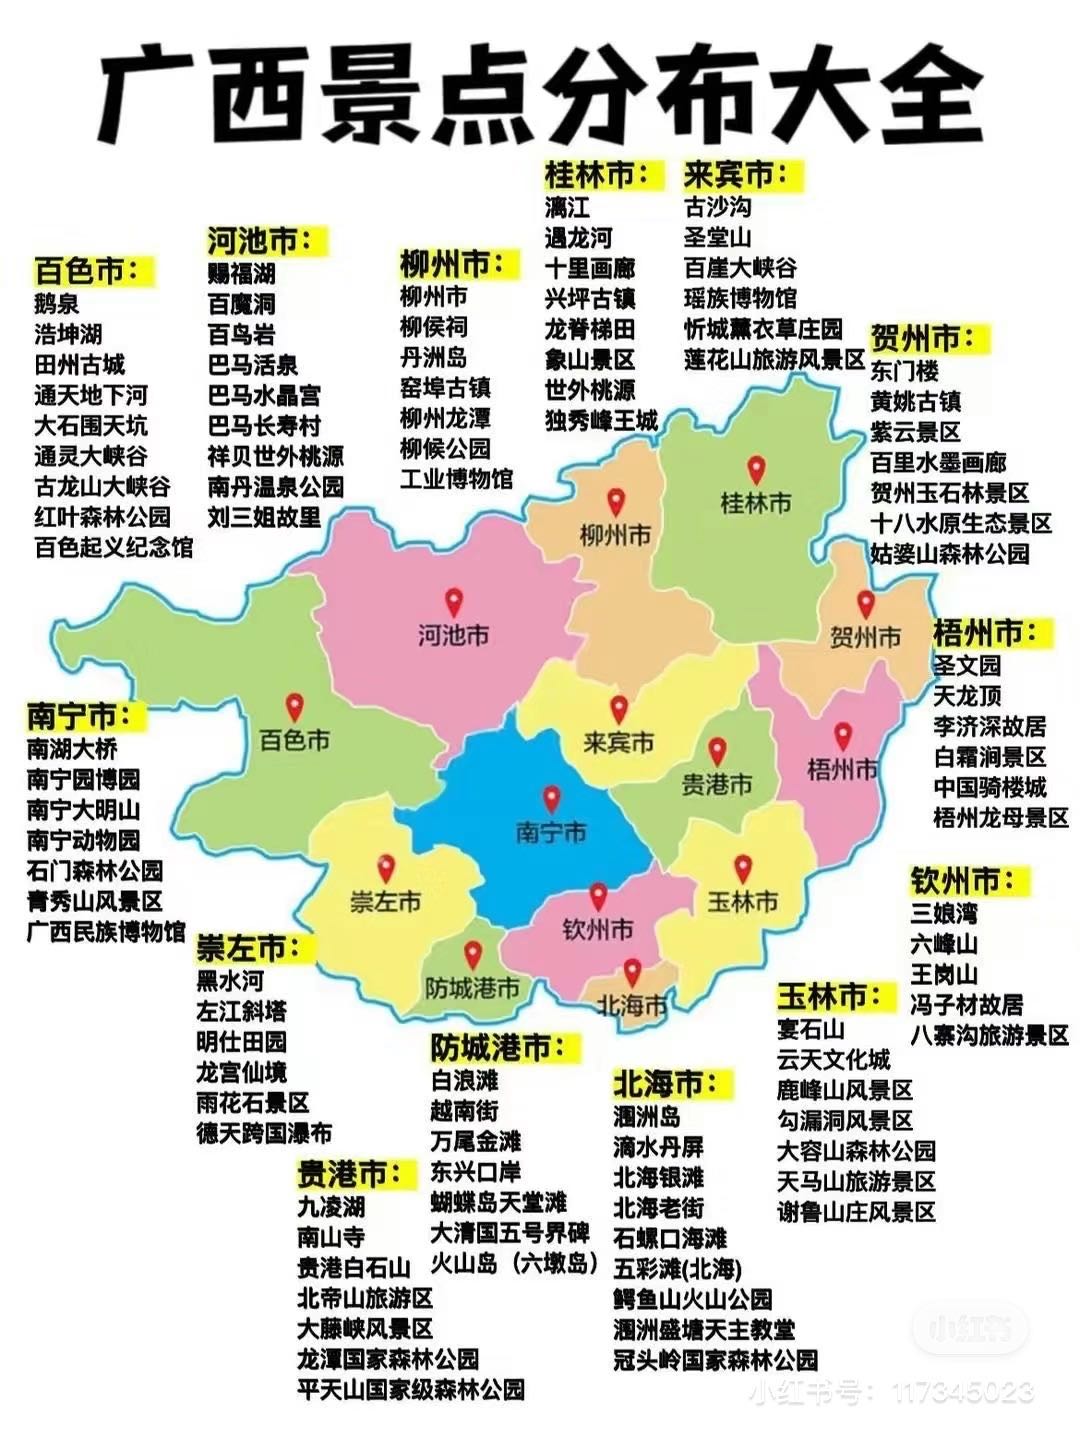 广西景点分布大全
桂林市：
漓江
遇龙河
十里画廊
兴坪古镇
龙脊梯田
象山景区
世外桃源
独秀峰王城
来宾市：
古沙沟
圣堂山
百崖大峡谷
瑶族博物馆
忻城薰衣草庄园
莲花山旅游风景区
河池市：
赐福湖
百魔洞
百鸟岩
巴马活泉
巴马水晶宫
巴马长寿村
祥贝世外桃源
南丹温泉公园
刘三姐故里
百色市：
鹅泉
浩坤湖
田州古城
通天地下河
大石围天坑
通灵大峡谷
古龙山大峡谷
红叶森林公园
百色起义纪念馆
柳州市：
柳州市
柳侯祠
丹洲岛
窑埠古镇
柳州龙潭
柳候公园
工业博物馆
贺州市：
东门楼
黄姚古镇
紫云景区
百里水墨画廊
贺州玉石林景区
十八水原生态景区
姑婆山森林公园
桂林市
柳州市
河池市
贺州市
百色市
来宾市
贵港市
梧州市
南宁市
崇左市
玉林市
钦州市
防城港市
北海市
梧州市：
圣文园
天龙顶
李济深故居
白霜涧景区
中国骑楼城
梧州龙母景区
南宁市：
南湖大桥
南宁园博园
南宁大明山
南宁动物园
石门森林公园
青秀山风景区
广西民族博物馆
钦州市：
三娘湾
六峰山
王岗山
冯子材故居
八寨沟旅游景区
崇左市：
黑水河
左江斜塔
明仕田园
龙宫仙境
雨花石景区
德天跨国瀑布
玉林市：
宴石山
云天文化城
鹿峰山风景区
勾漏洞风景区
大容山森林公园
天马山旅游景区
谢鲁山庄风景区
防城港市：
白浪滩
越南街
万尾金滩
东兴口岸
蝴蝶岛天堂滩
大清国五号界碑
火山岛（六墩岛）
北海市：
涠洲岛
滴水丹屏
北海银滩
北海老街
石螺口海滩
五彩滩(北海)
鳄鱼山火山公园
涠洲盛塘天主教堂
冠头岭国家森林公园
贵港市：
九凌湖
南山寺
贵港白石山
北帝山旅游区
大藤峡风景区
龙潭国家森林公园
平天山国家级森林公园
小红书
小红书号：117345023